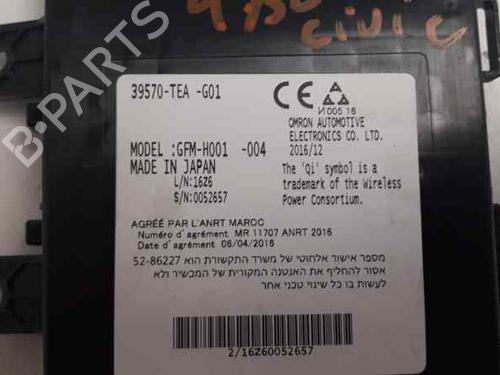 CIVIC
39570-TEA -G01
CE
И005 16
OMRON AUTOMOTIVE
ELECTRONICS CO. LTD.
2016/12
MODEL :GFM-H001 -004
MADE IN JAPAN
L/N:16Z6
S/N:0052657
The 'Qi' symbol is a
trademark of the Wireless
Power Consortium.
AGRÉÉ PAR L'ANRT MAROC
Numéro d'agrément: MR 11707 ANRT 2016
Date d'agrément: 06/04/2016
מספר אישור אלחוטי של משרד התקשורת הוא 52-86227
אסור להחליף את האנטנה המקורית של המכשיר ולא
לעשות בו כל שינוי טכני אחר
2/16Z60052657
B-PARTS